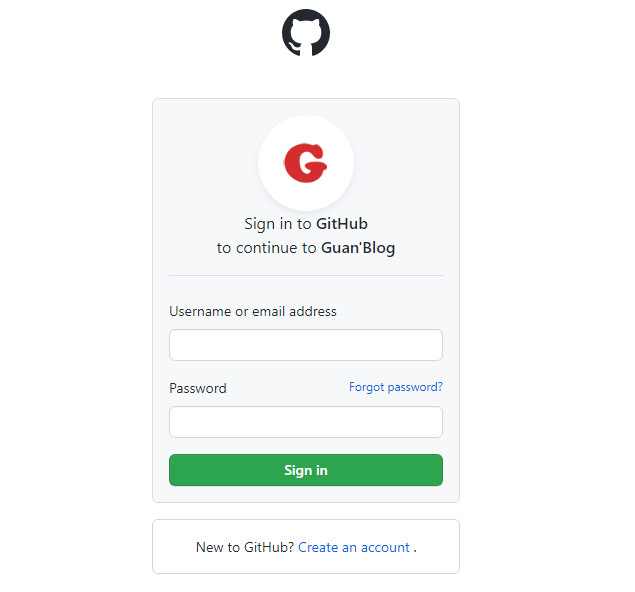 G
Sign in to GitHub
to continue to Guan'Blog
Username or email address
Password Forgot password?
Sign in
New to GitHub? Create an account .